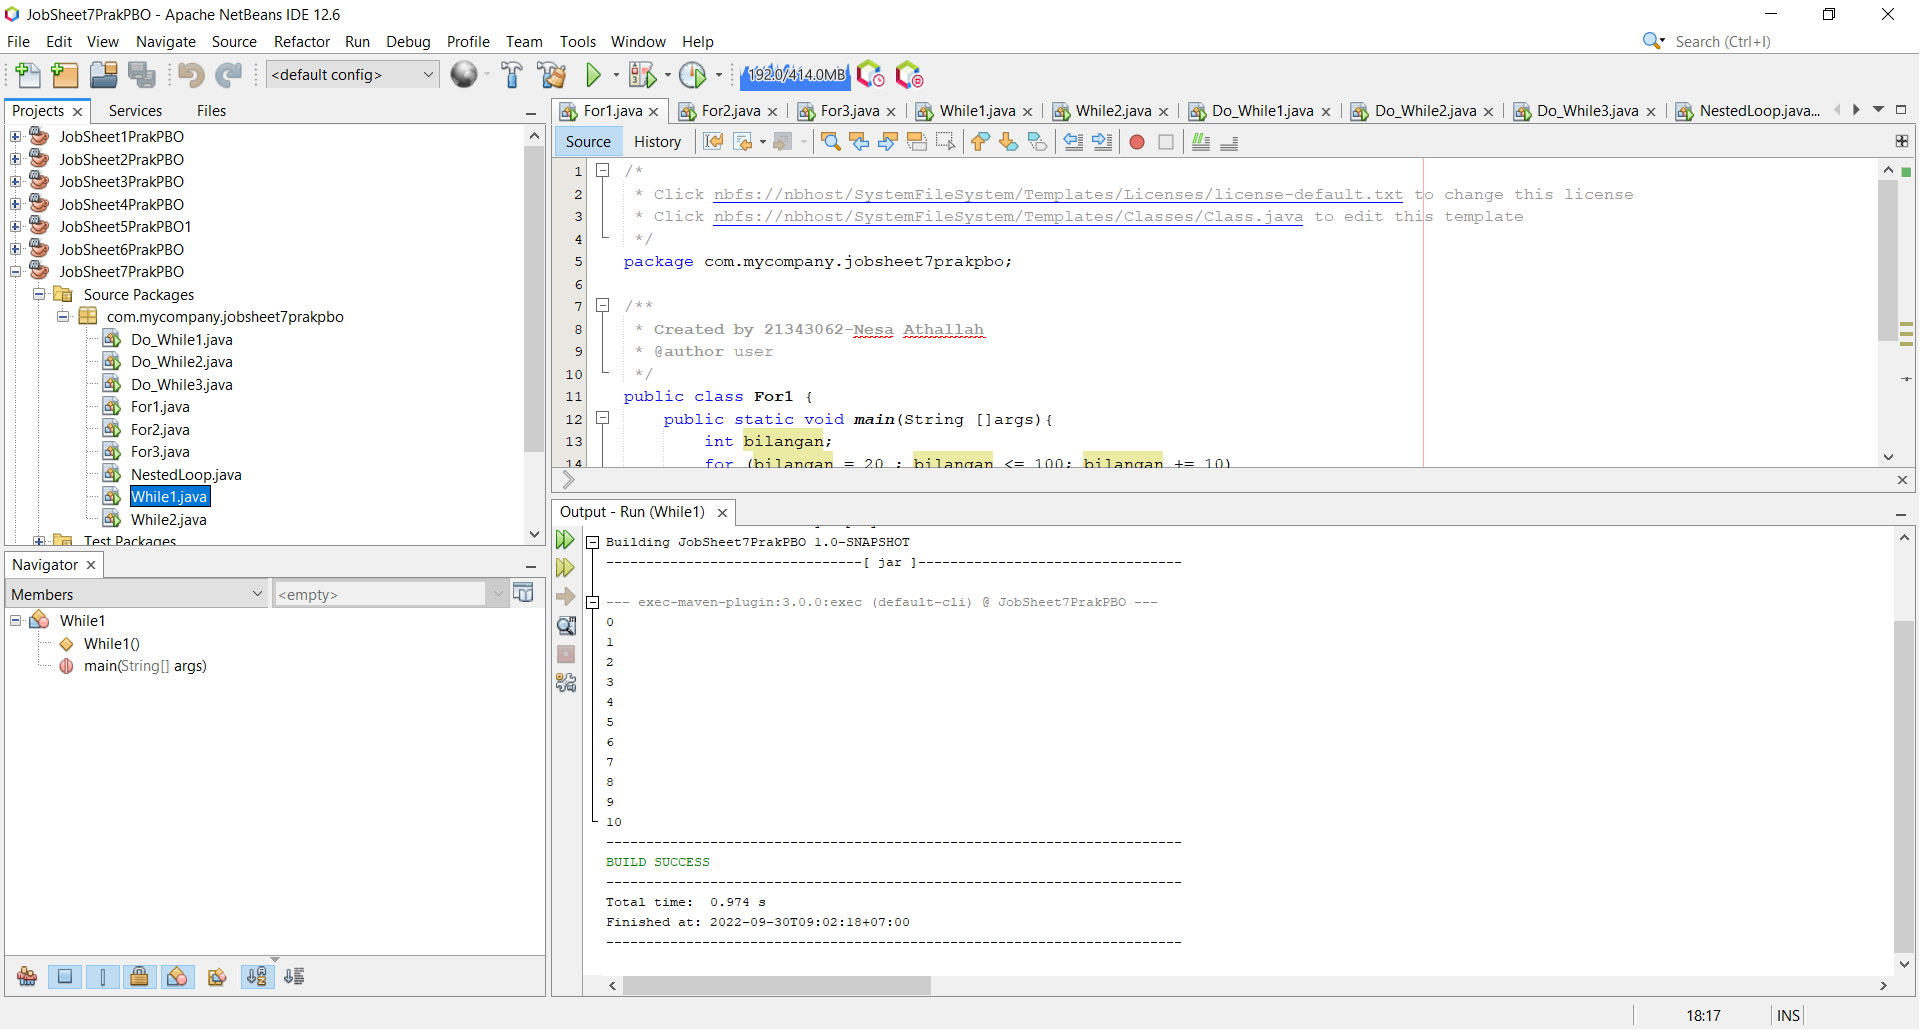 JobSheet7PrakPBO - Apache NetBeans IDE 12.6
File Edit View Navigate Source Refactor Run Debug Profile Team Tools Window Help
Search (Ctrl+I)
<default config>
192.0/414.0MB
Projects Services Files
JobSheet1PrakPBO
JobSheet2PrakPBO
JobSheet3PrakPBO
JobSheet4PrakPBO
JobSheet5PrakPBO1
JobSheet6PrakPBO
JobSheet7PrakPBO
Source Packages
com.mycompany.jobsheet7prakpbo
Do_While1.java
Do_While2.java
Do_While3.java
For1.java
For2.java
For3.java
NestedLoop.java
While1.java
While2.java
Test Packages
Navigator
Members
<empty>
While1
While1()
main(String[] args)
For1.java For2.java For3.java While1.java While2.java Do_While1.java Do_While2.java Do_While3.java NestedLoop.java...
Source History
1 /*
2 * Click nbfs://nbhost/SystemFileSystem/Templates/Licenses/license-default.txt to change this license
3 * Click nbfs://nbhost/SystemFileSystem/Templates/Classes/Class.java to edit this template
4 */
5 package com.mycompany.jobsheet7prakpbo;
6
7 /**
8 * Created by 21343062-Nesa Athallah
9 * @author user
10 */
11 public class For1 {
12 public static void main(String []args){
13 int bilangan;
14 for (bilangan = 20 ; bilangan <= 100; bilangan += 10)
Output - Run (While1)
Building JobSheet7PrakPBO 1.0-SNAPSHOT
--------------------------------[ jar ]---------------------------------
--- exec-maven-plugin:3.0.0:exec (default-cli) @ JobSheet7PrakPBO ---
0
1
2
3
4
5
6
7
8
9
10
------------------------------------------------------------------------
BUILD SUCCESS
------------------------------------------------------------------------
Total time:  0.974 s
Finished at: 2022-09-30T09:02:18+07:00
------------------------------------------------------------------------
18:17 INS